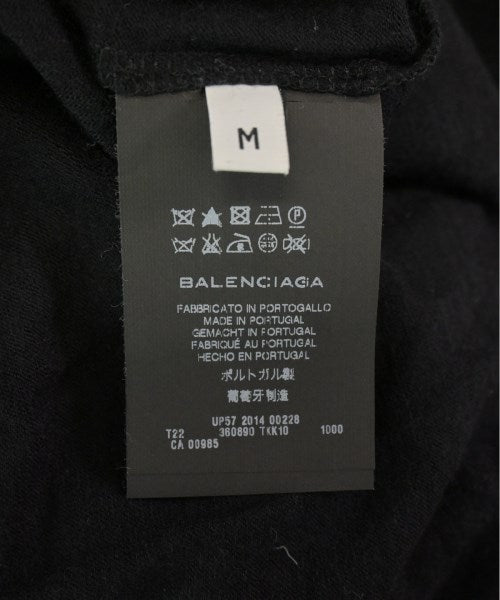 M
P
BALENCIAGA
FABBRICATO IN PORTOGALLO
MADE IN PORTUGAL
GEMACHT IN PORTUGAL
FABRIQUÉ AU PORTUGAL
HECHO EN PORTUGAL
ポルトガル製
葡萄牙制造
UP57 2014 00228
T22 360890 TKK10 1000
CA 00985